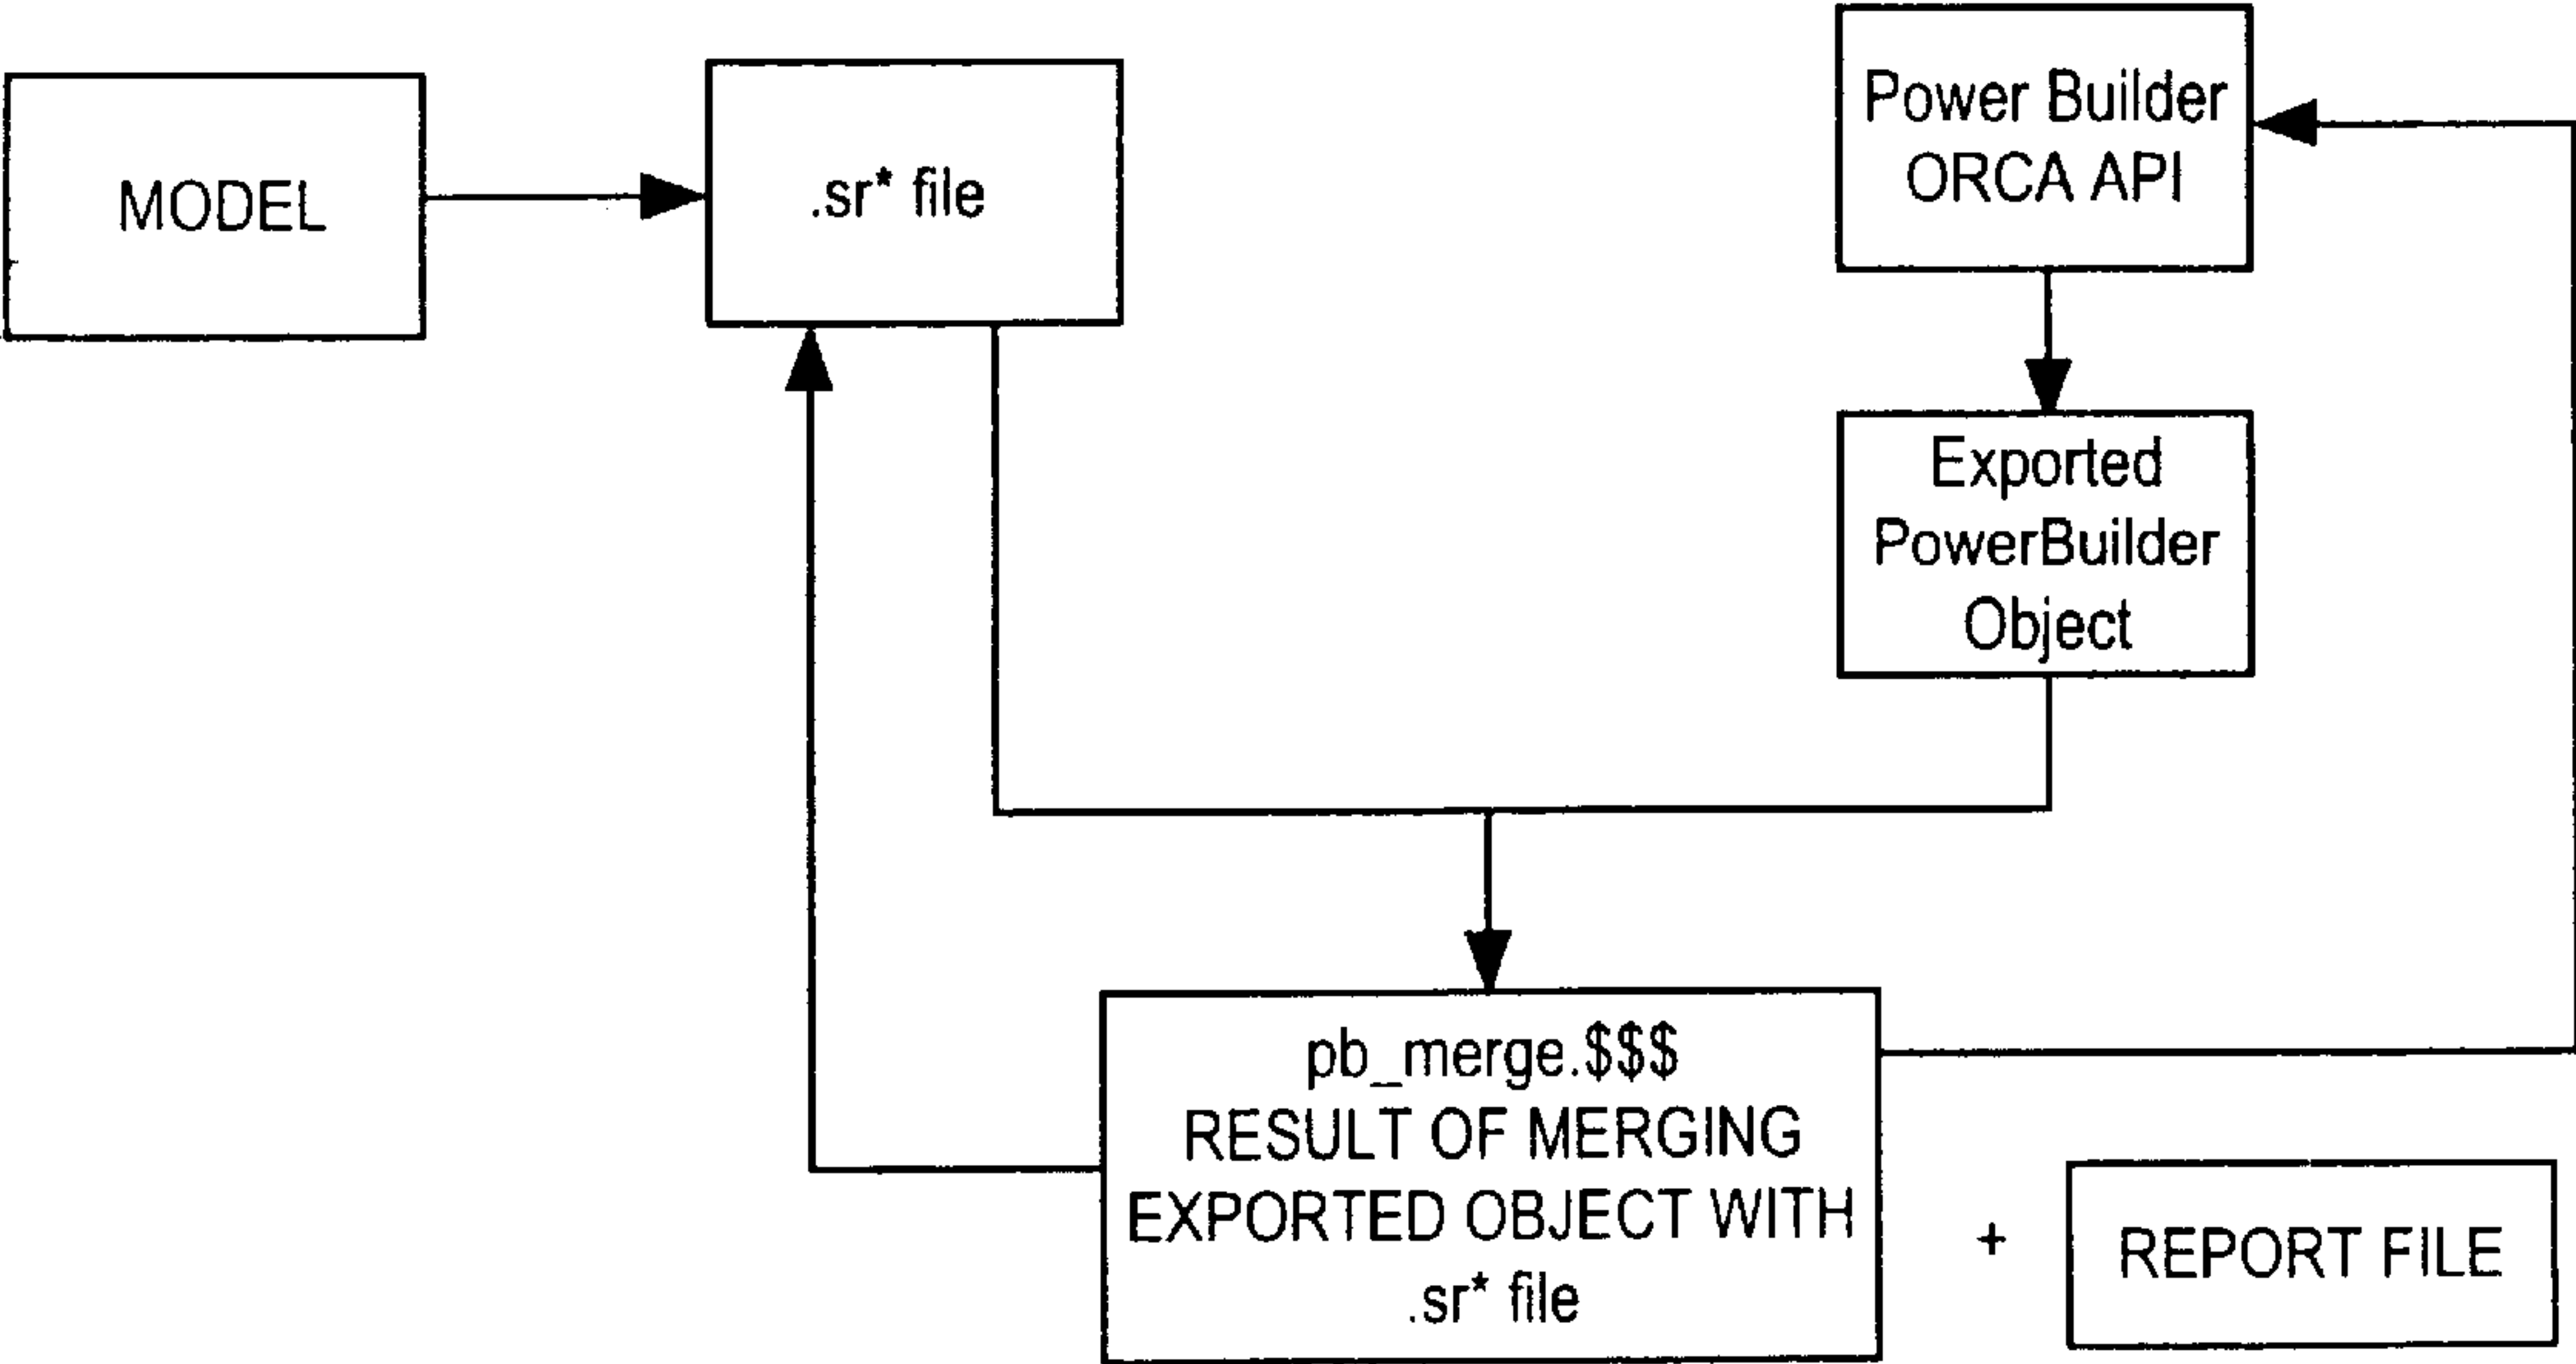 MODEL
.sr* file
Power Builder
ORCA API
Exported
PowerBuilder
Object
pb_merge.$$$
RESULT OF MERGING
EXPORTED OBJECT WITH
.sr* file
+
REPORT FILE